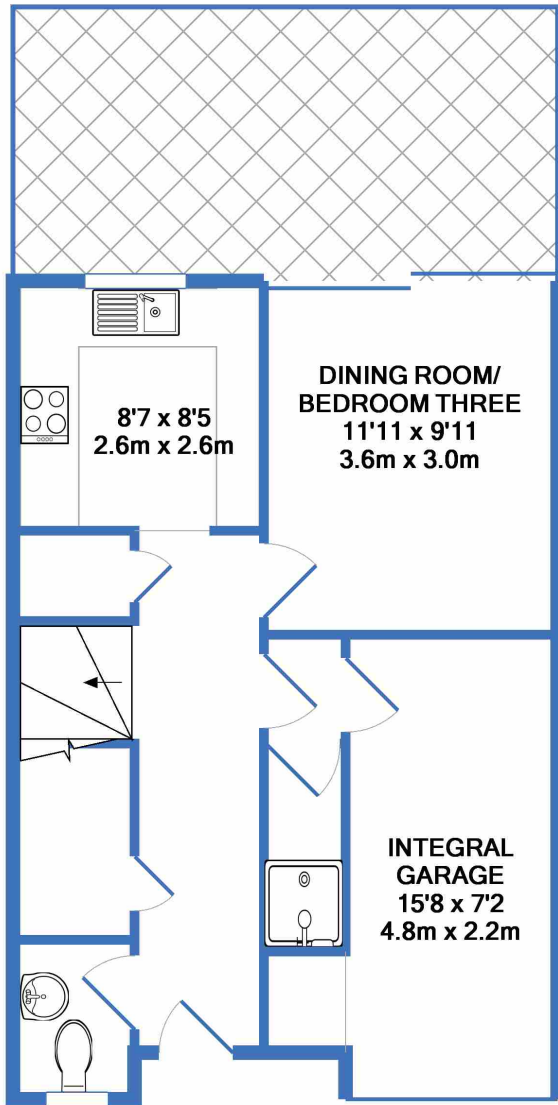 8'7 x 8'5
2.6m x 2.6m
DINING ROOM/
BEDROOM THREE
11'11 x 9'11
3.6m x 3.0m
INTEGRAL
GARAGE
15'8 x 7'2
4.8m x 2.2m